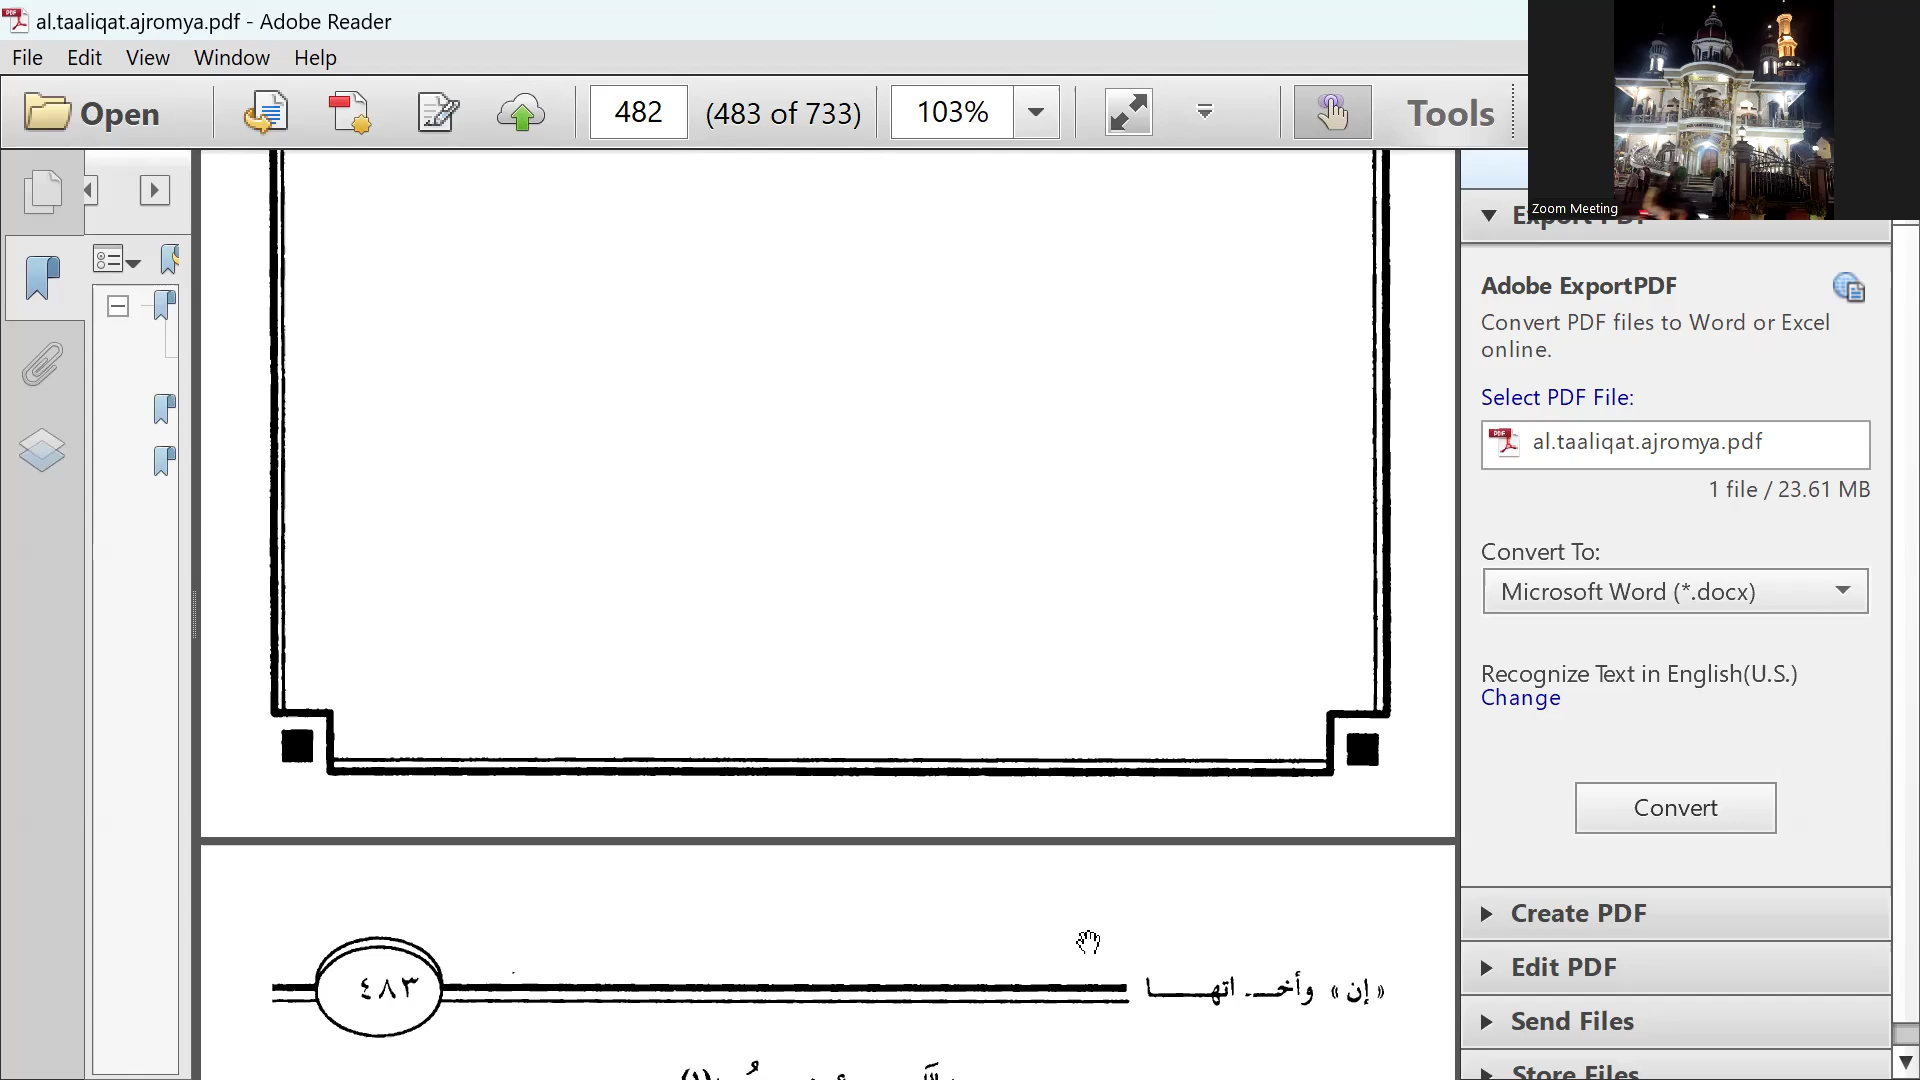 al.taaliqat.ajromya.pdf - Adobe Reader
File Edit View Window Help
Open
482 (483 of 733) 103% Tools
Zoom Meeting
Adobe ExportPDF
Convert PDF files to Word or Excel
online.
Select PDF File:
al.taaliqat.ajromya.pdf
1 file / 23.61 MB
Convert To:
Microsoft Word (*.docx)
Recognize Text in English(U.S.)
Change
Convert
Create PDF
Edit PDF
Send Files
Store Files
« إن » وأخـــ اتهـــــا
٤٨٣